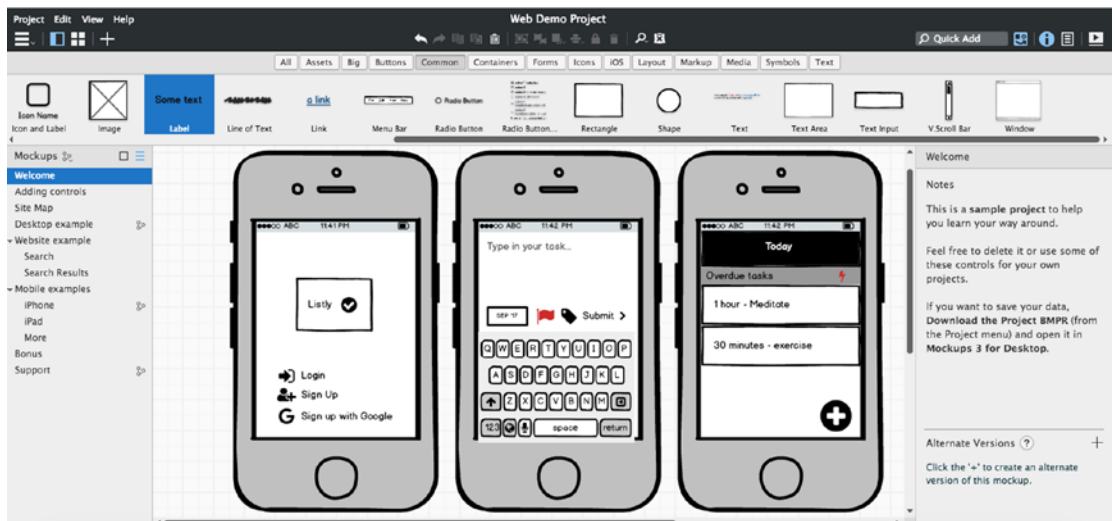 Web Demo Project
Project Edit View Help
Quick Add
All Assets Big Buttons Common Containers Forms Icons iOS Layout Markup Media Symbols Text
Icon Name
Some text
a link
Radio Button
Icon and Label Image Label Line of Text Link Menu Bar Radio Button Radio Button... Rectangle Shape Text Text Area Text Input V.Scroll Bar Window
Mockups
Welcome
Adding controls
Site Map
Desktop example
Website example
Search
Search Results
Mobile examples
iPhone
iPad
More
Bonus
Support
ABC 11:41 PM
Listly
Login
Sign Up
G Sign up with Google
ABC 11:42 PM
Type in your task...
SEP 17
Submit >
Q W E R T Y U I O P
A S D F G H J K L
Z X C V B N M
123 space return
ABC 11:42 PM
Today
Overdue tasks
1 hour - Meditate
30 minutes - exercise
Welcome
Notes
This is a sample project to help
you learn your way around.
Feel free to delete it or use some of
these controls for your own
projects.
If you want to save your data,
Download the Project BMPR (from
the Project menu) and open it in
Mockups 3 for Desktop.
Alternate Versions ? +
Click the '+' to create an alternate
version of this mockup.